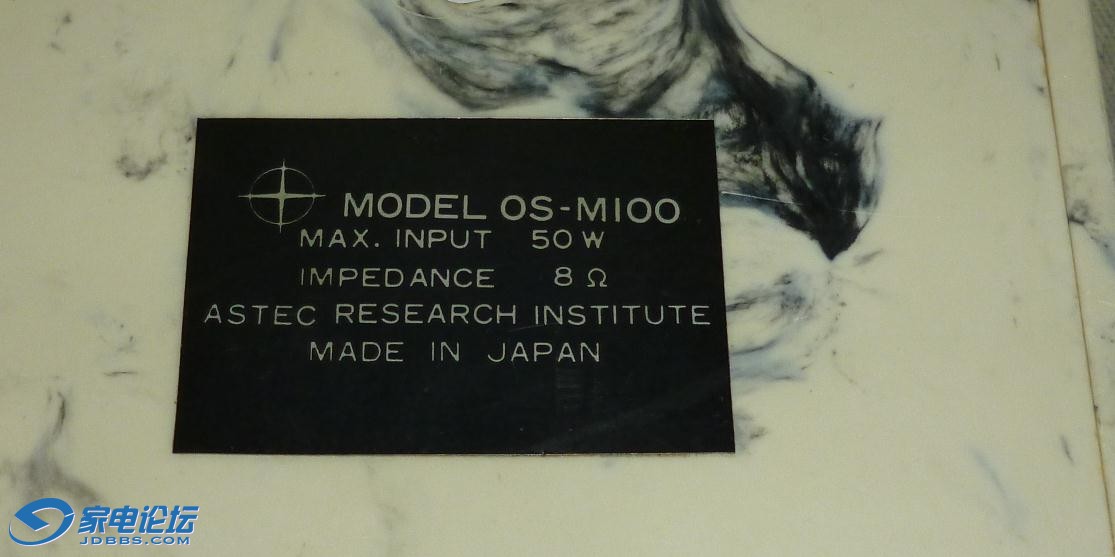 MODEL OS-M100
MAX. INPUT 50W
IMPEDANCE 8Ω
ASTEC RESEARCH INSTITUTE
MADE IN JAPAN
家电论坛
JDBBS.COM